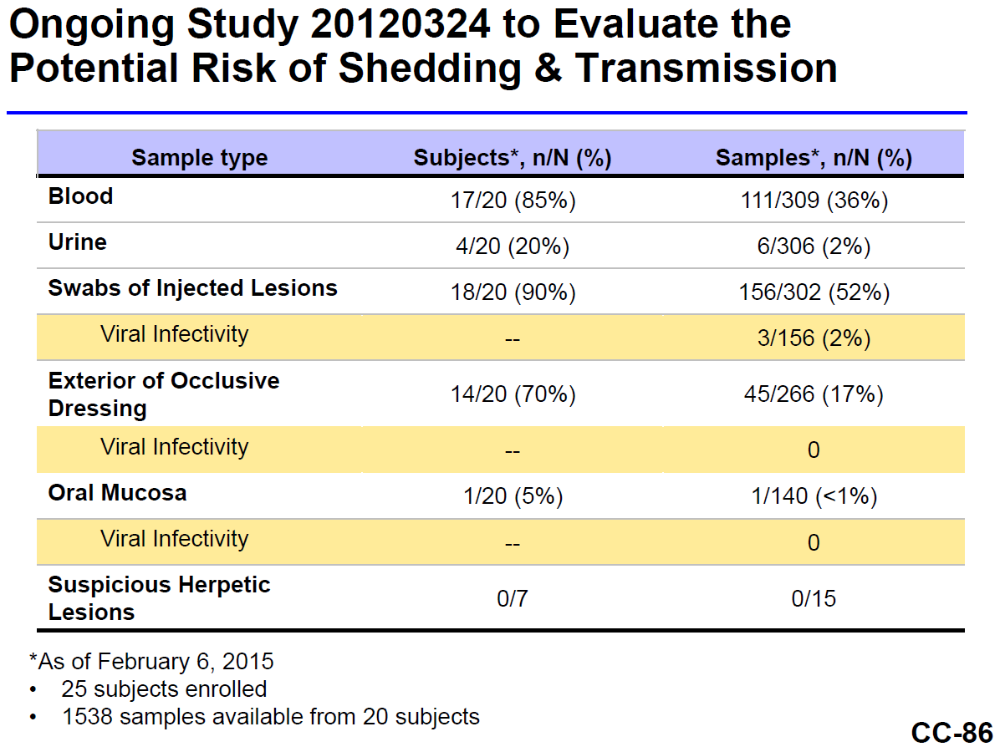 Ongoing Study 20120324 to Evaluate the
Potential Risk of Shedding & Transmission
Sample type Subjects*, n/N (%) Samples*, n/N (%)
Blood 17/20 (85%) 111/309 (36%)
Urine 4/20 (20%) 6/306 (2%)
Swabs of Injected Lesions 18/20 (90%) 156/302 (52%)
Viral Infectivity -- 3/156 (2%)
Exterior of Occlusive
Dressing 14/20 (70%) 45/266 (17%)
Viral Infectivity -- 0
Oral Mucosa 1/20 (5%) 1/140 (<1%)
Viral Infectivity -- 0
Suspicious Herpetic
Lesions 0/7 0/15
*As of February 6, 2015
• 25 subjects enrolled
• 1538 samples available from 20 subjects
CC-86